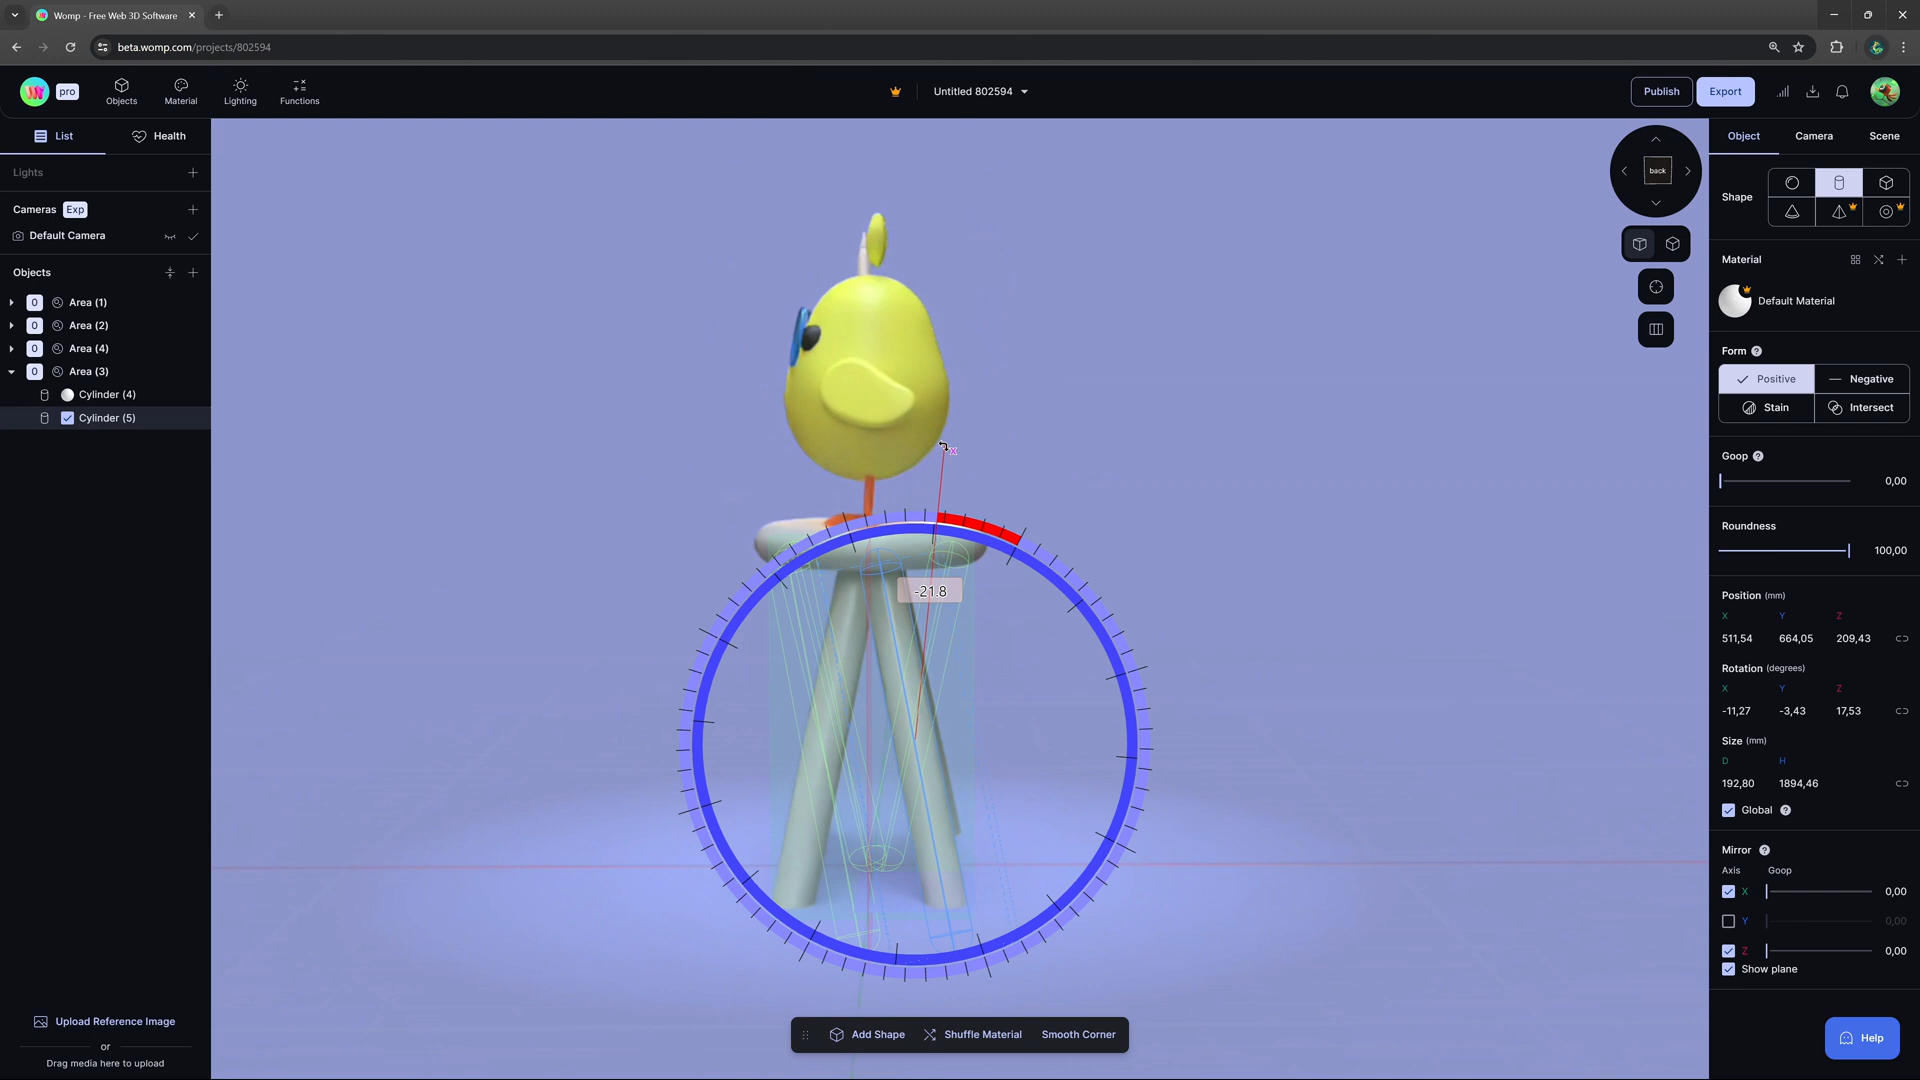 Womp - Free Web 3D Software
beta.womp.com/projects/802594
pro
Objects
Material
Lighting
Functions
Untitled 802594
Publish
Export
List
Health
Lights
Cameras Exp
Default Camera
Objects
0 Area (1)
0 Area (2)
0 Area (4)
0 Area (3)
Cylinder (4)
Cylinder (5)
Upload Reference Image
or
Drag media here to upload
back
x
-21.8
Add Shape
Shuffle Material
Smooth Corner
Object
Camera
Scene
Shape
Material
Default Material
Form
Positive
Negative
Stain
Intersect
Goop
0,00
Roundness
100,00
Position (mm)
X Y Z
511,54 664,05 209,43
Rotation (degrees)
X Y Z
-11,27 -3,43 17,53
Size (mm)
D H
192,80 1894,46
Global
Mirror
Axis Goop
X 0,00
Y 0,00
Z 0,00
Show plane
Help